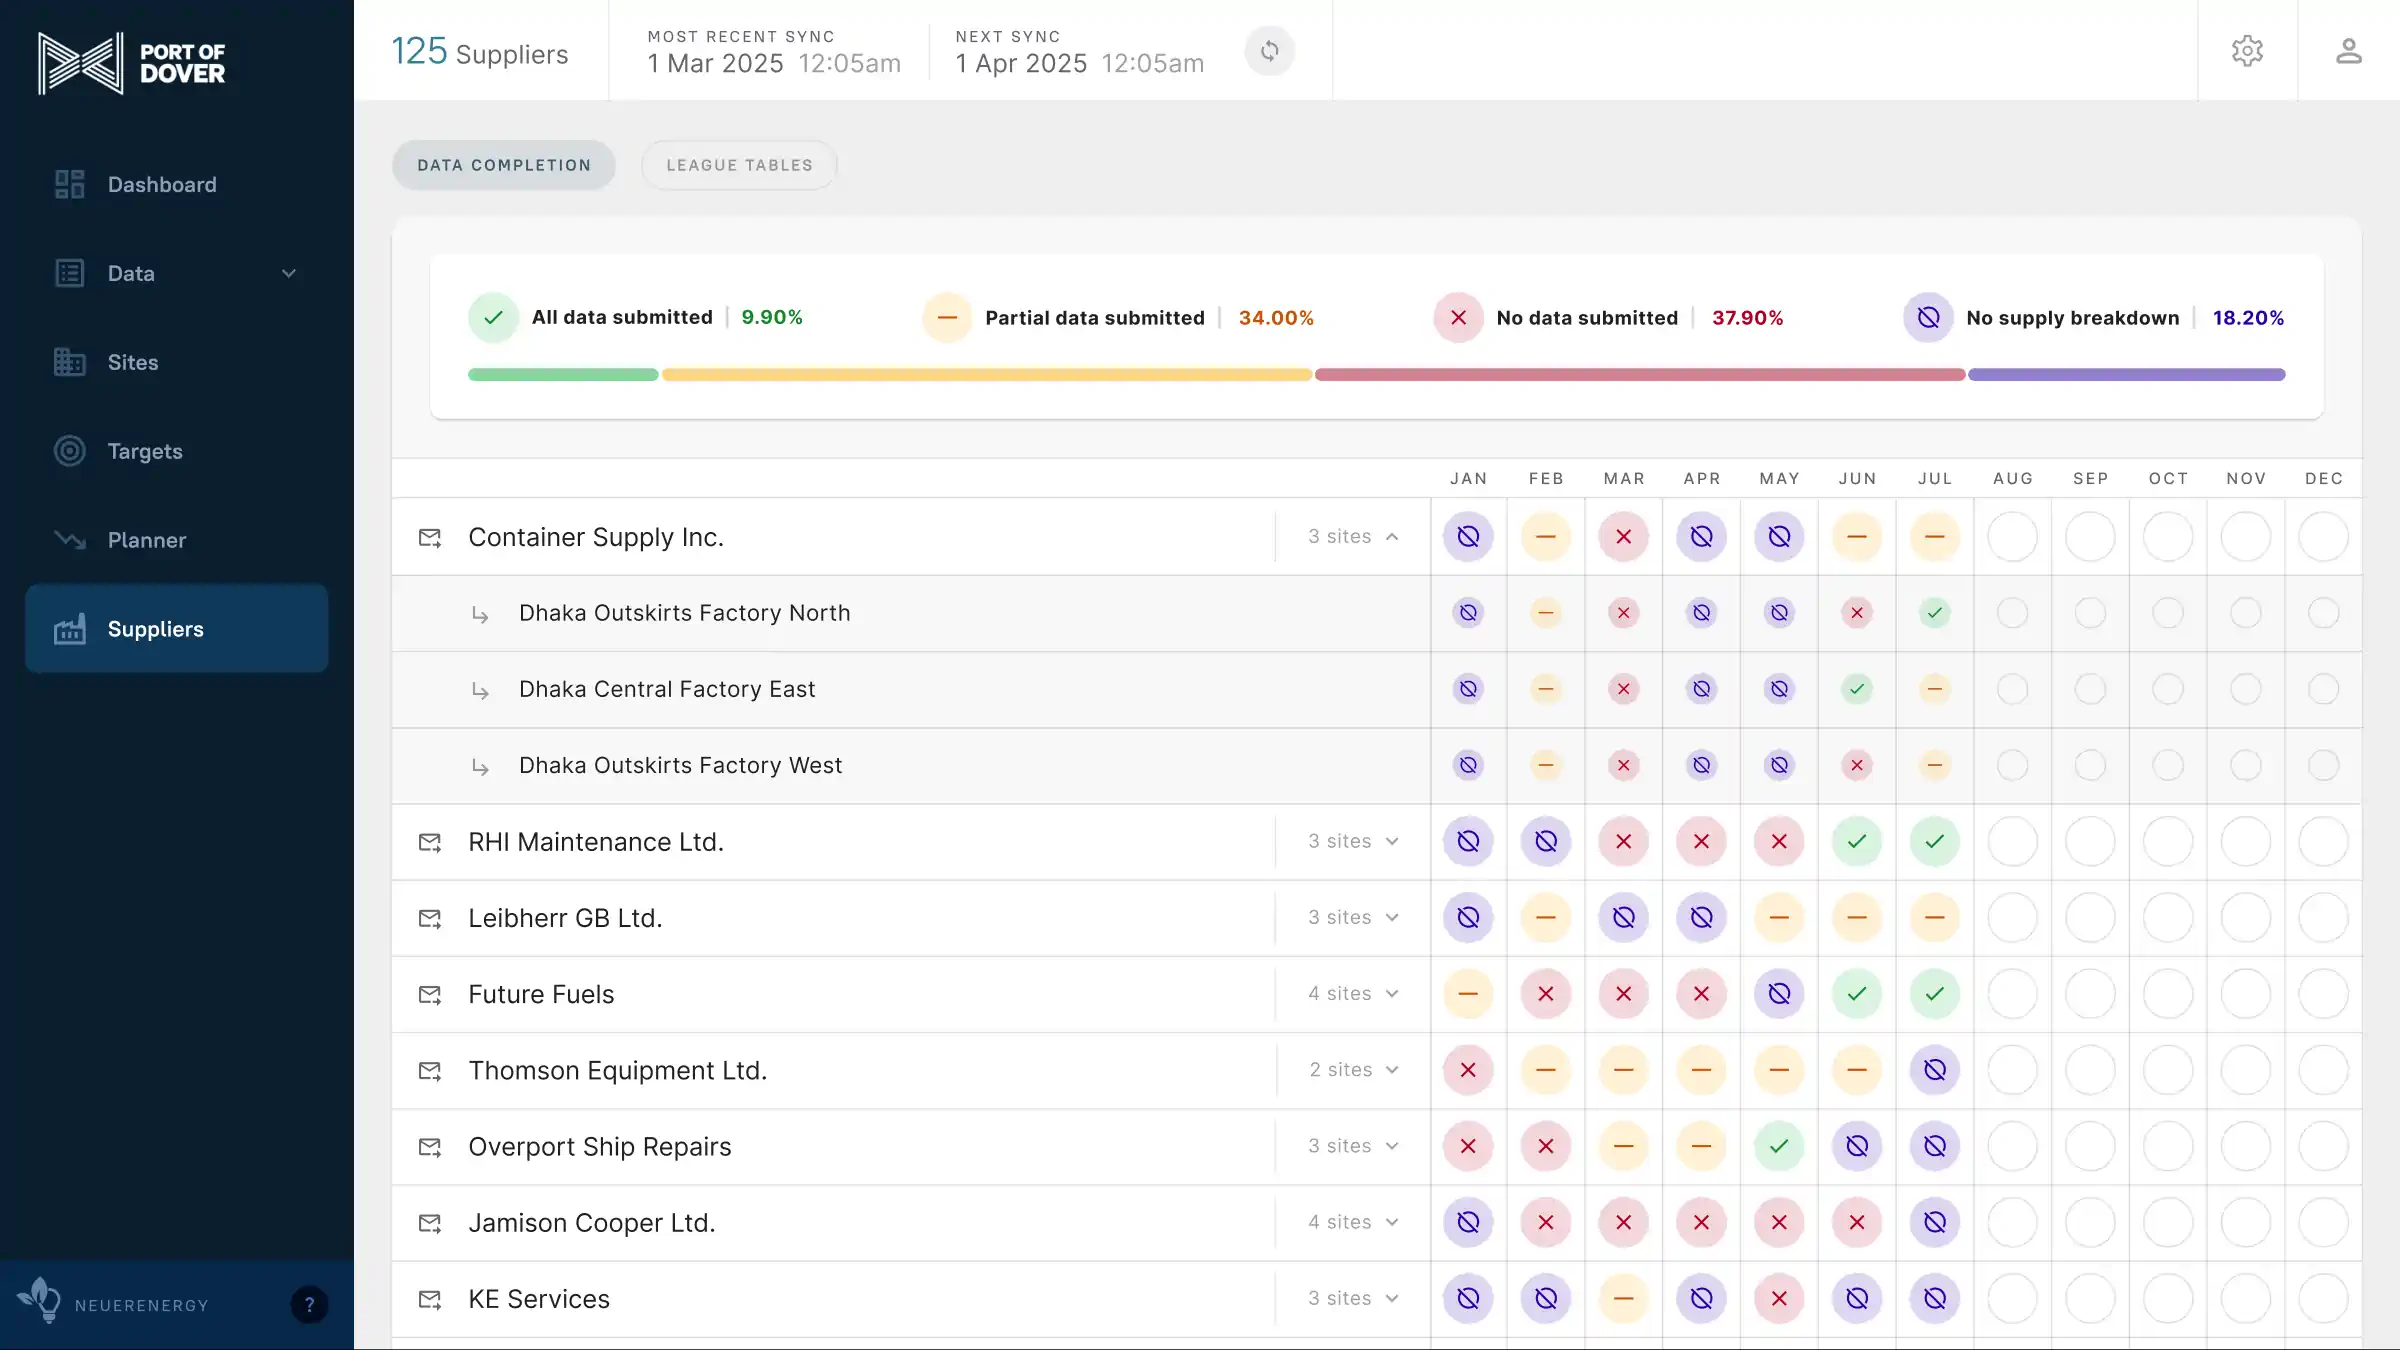 PORT OF
DOVER
125 Suppliers
MOST RECENT SYNC
1 Mar 2025 12:05am
NEXT SYNC
1 Apr 2025 12:05am
Dashboard
Data
Sites
Targets
Planner
Suppliers
NEUERENERGY
?
DATA COMPLETION
LEAGUE TABLES
All data submitted 9.90%
Partial data submitted 34.00%
No data submitted 37.90%
No supply breakdown 18.20%
JAN FEB MAR APR MAY JUN JUL AUG SEP OCT NOV DEC
Container Supply Inc. 3 sites
Dhaka Outskirts Factory North
Dhaka Central Factory East
Dhaka Outskirts Factory West
RHI Maintenance Ltd. 3 sites
Leibherr GB Ltd. 3 sites
Future Fuels 4 sites
Thomson Equipment Ltd. 2 sites
Overport Ship Repairs 3 sites
Jamison Cooper Ltd. 4 sites
KE Services 3 sites